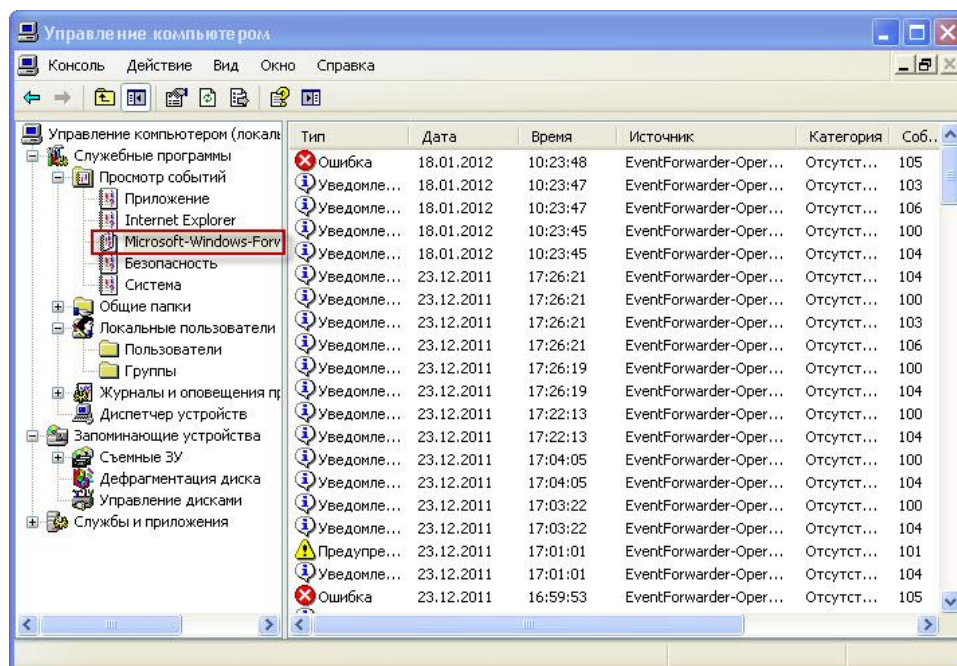 Управление компьютером
Консоль Действие Вид Окно Справка
Управление компьютером (локаль
Служебные программы
Просмотр событий
Приложение
Internet Explorer
Microsoft-Windows-Forw
Безопасность
Система
Общие папки
Локальные пользователи
Пользователи
Группы
Журналы и оповещения пр
Диспетчер устройств
Запоминающие устройства
Съемные ЗУ
Дефрагментация диска
Управление дисками
Службы и приложения
Тип Дата Время Источник Категория Соб..
Ошибка 18.01.2012 10:23:48 EventForwarder-Oper... Отсутст... 105
Уведомле... 18.01.2012 10:23:47 EventForwarder-Oper... Отсутст... 103
Уведомле... 18.01.2012 10:23:47 EventForwarder-Oper... Отсутст... 106
Уведомле... 18.01.2012 10:23:45 EventForwarder-Oper... Отсутст... 100
Уведомле... 18.01.2012 10:23:45 EventForwarder-Oper... Отсутст... 104
Уведомле... 23.12.2011 17:26:21 EventForwarder-Oper... Отсутст... 104
Уведомле... 23.12.2011 17:26:21 EventForwarder-Oper... Отсутст... 100
Уведомле... 23.12.2011 17:26:21 EventForwarder-Oper... Отсутст... 103
Уведомле... 23.12.2011 17:26:21 EventForwarder-Oper... Отсутст... 106
Уведомле... 23.12.2011 17:26:19 EventForwarder-Oper... Отсутст... 100
Уведомле... 23.12.2011 17:26:19 EventForwarder-Oper... Отсутст... 104
Уведомле... 23.12.2011 17:22:13 EventForwarder-Oper... Отсутст... 100
Уведомле... 23.12.2011 17:22:13 EventForwarder-Oper... Отсутст... 104
Уведомле... 23.12.2011 17:04:05 EventForwarder-Oper... Отсутст... 100
Уведомле... 23.12.2011 17:04:05 EventForwarder-Oper... Отсутст... 104
Уведомле... 23.12.2011 17:03:22 EventForwarder-Oper... Отсутст... 100
Уведомле... 23.12.2011 17:03:22 EventForwarder-Oper... Отсутст... 104
Предупре... 23.12.2011 17:01:01 EventForwarder-Oper... Отсутст... 101
Уведомле... 23.12.2011 17:01:01 EventForwarder-Oper... Отсутст... 104
Ошибка 23.12.2011 16:59:53 EventForwarder-Oper... Отсутст... 105